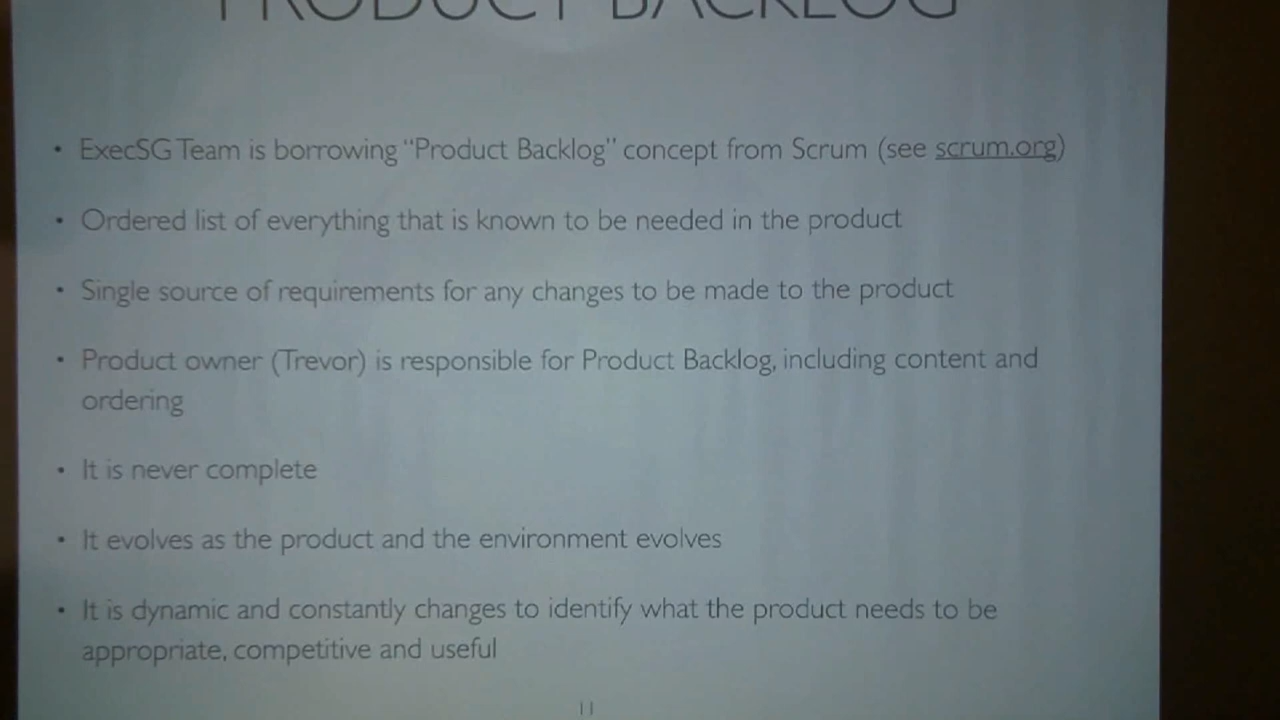 PRODUCT BACKLOG
• ExecSG Team is borrowing “Product Backlog” concept from Scrum (see scrum.org)
• Ordered list of everything that is known to be needed in the product
• Single source of requirements for any changes to be made to the product
• Product owner (Trevor) is responsible for Product Backlog, including content and
ordering
• It is never complete
• It evolves as the product and the environment evolves
• It is dynamic and constantly changes to identify what the product needs to be
appropriate, competitive and useful
11